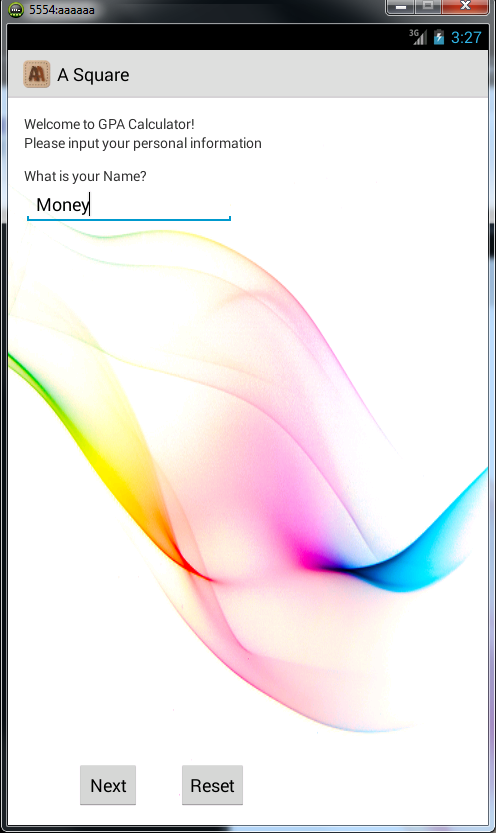 5554:aaaaaa
3G 3:27
A Square
Welcome to GPA Calculator!
Please input your personal information
What is your Name?
Money
Next Reset